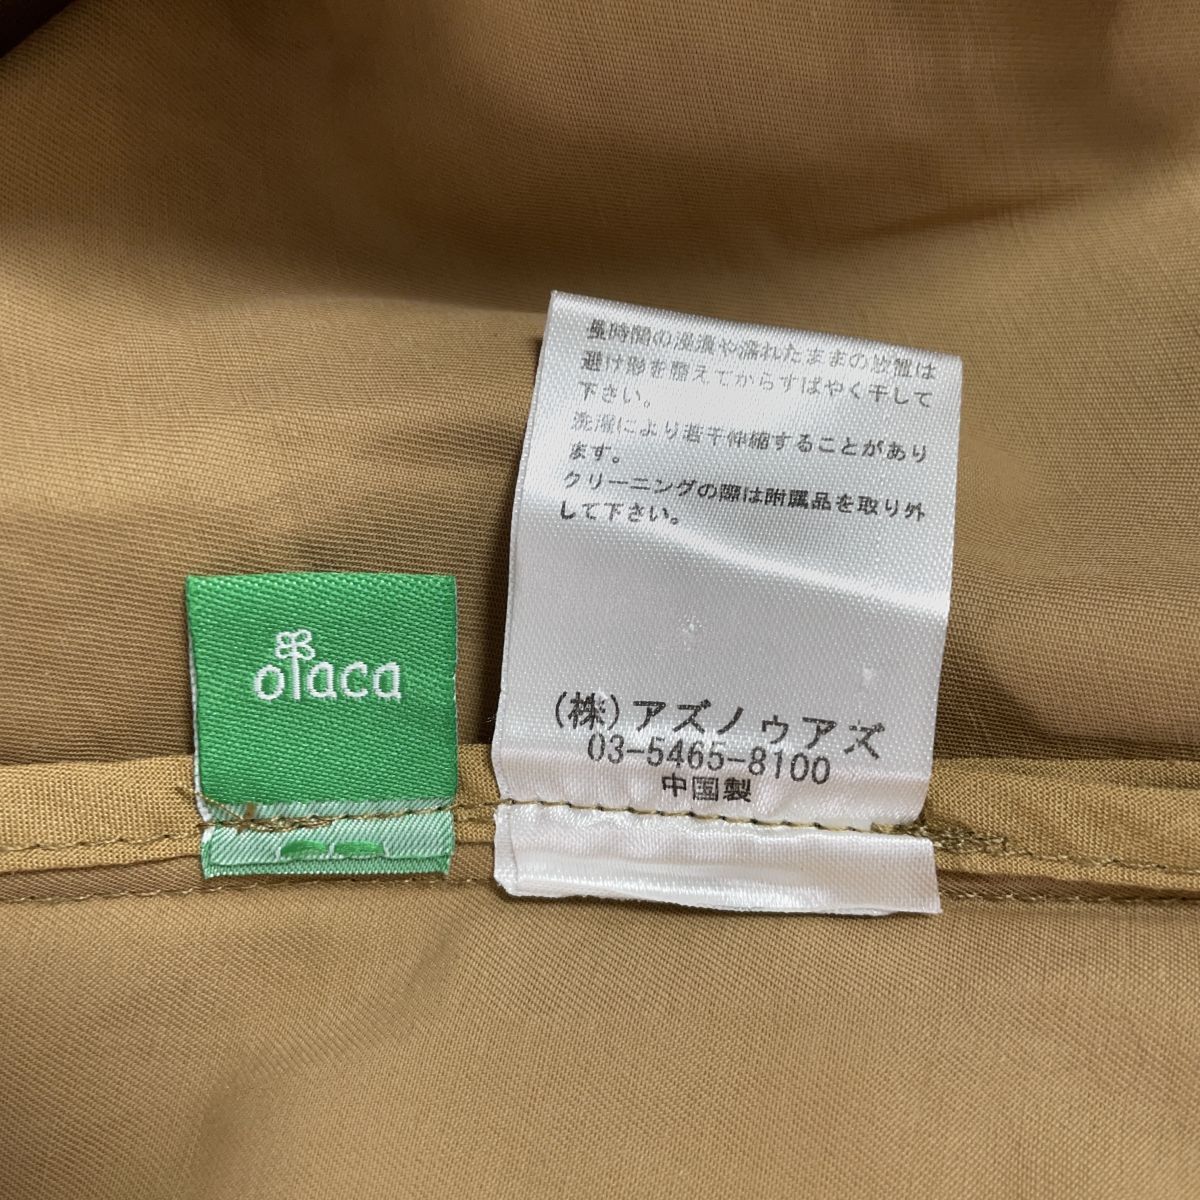 長時間の浸漬や濡れたままの放置は
避け形を整えてからすばやく干して
下さい。
洗濯により若干伸縮することがあり
ます。
クリーニングの際は附属品を取り外
して下さい。
otaca
(株)アズノゥアズ
03-5465-8100
中国製